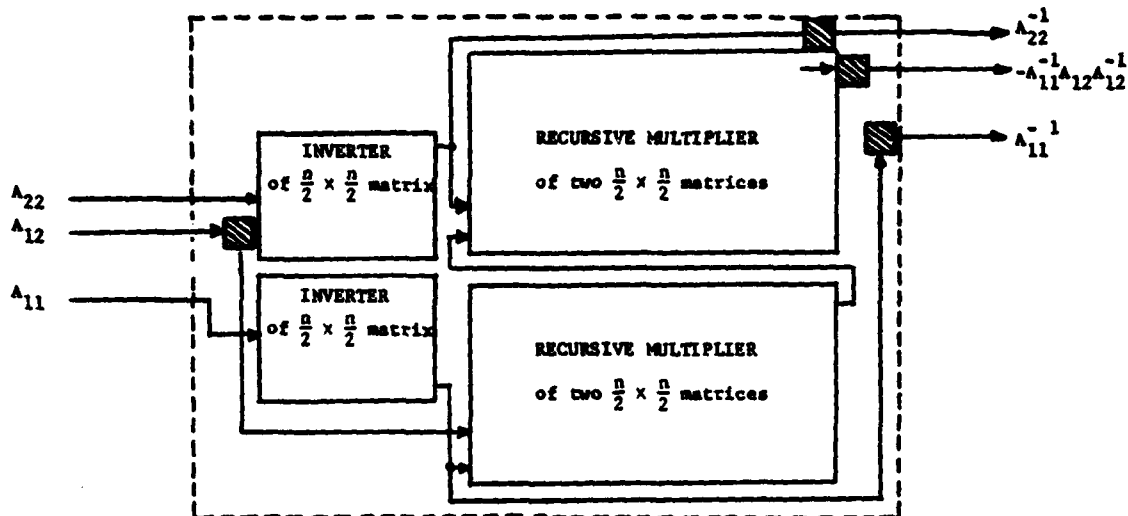 A₂₂⁻¹
-A₁₁⁻¹A₁₂A₁₂⁻¹
A₁₁⁻¹
INVERTER
of n/2 × n/2 matrix
RECURSIVE MULTIPLIER
of two n/2 × n/2 matrices
A₂₂
A₁₂
A₁₁
INVERTER
of n/2 × n/2 matrix
RECURSIVE MULTIPLIER
of two n/2 × n/2 matrices